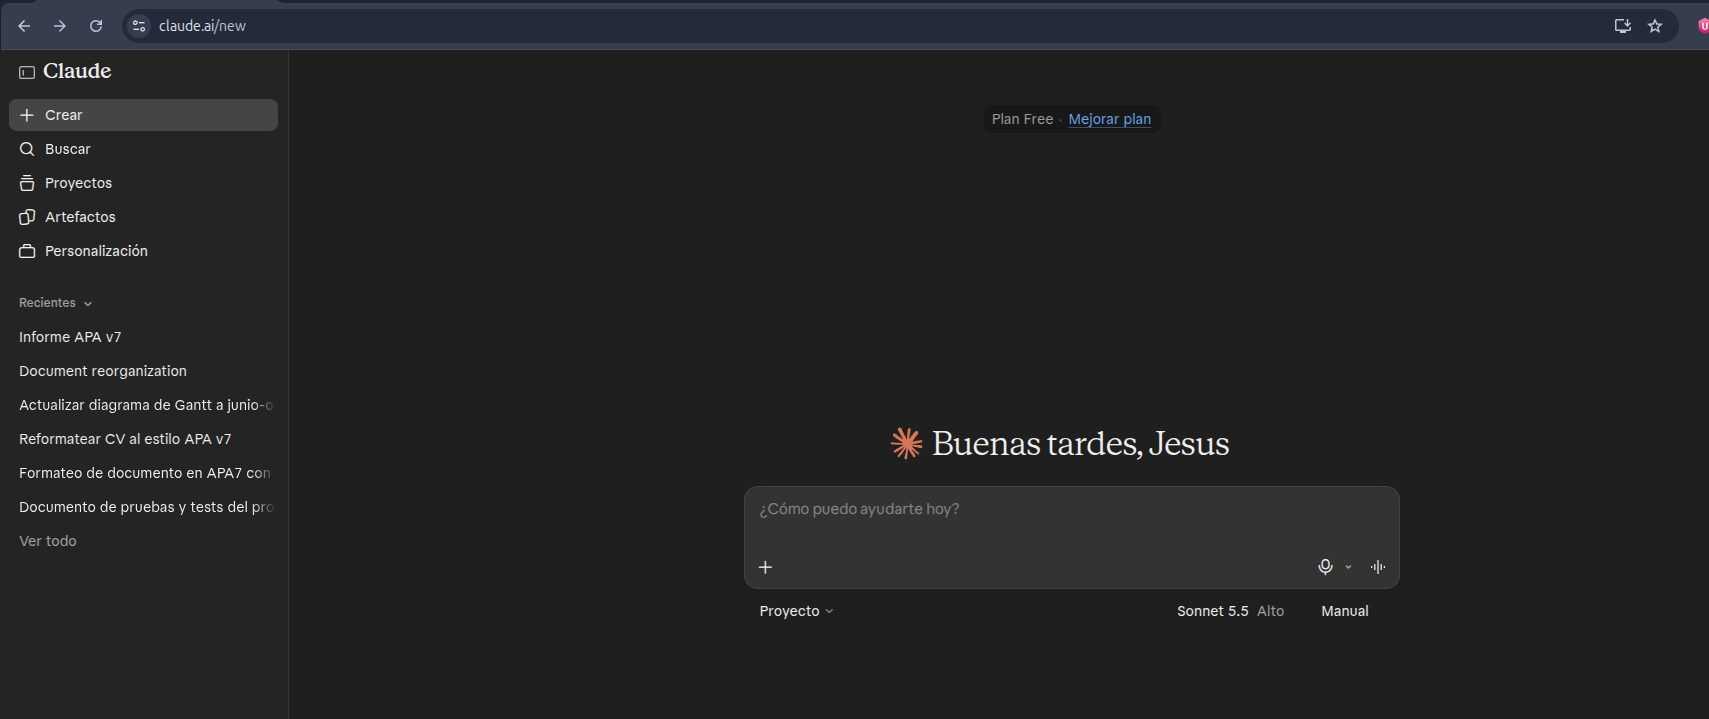 claude.ai/new
Claude
Crear
Buscar
Proyectos
Artefactos
Personalización
Recientes
Informe APA v7
Document reorganization
Actualizar diagrama de Gantt a junio-o
Reformatear CV al estilo APA v7
Formateo de documento en APA7 con
Documento de pruebas y tests del pro
Ver todo
Plan Free · Mejorar plan
Buenas tardes, Jesus
¿Cómo puedo ayudarte hoy?
Proyecto
Sonnet 5.5 Alto
Manual